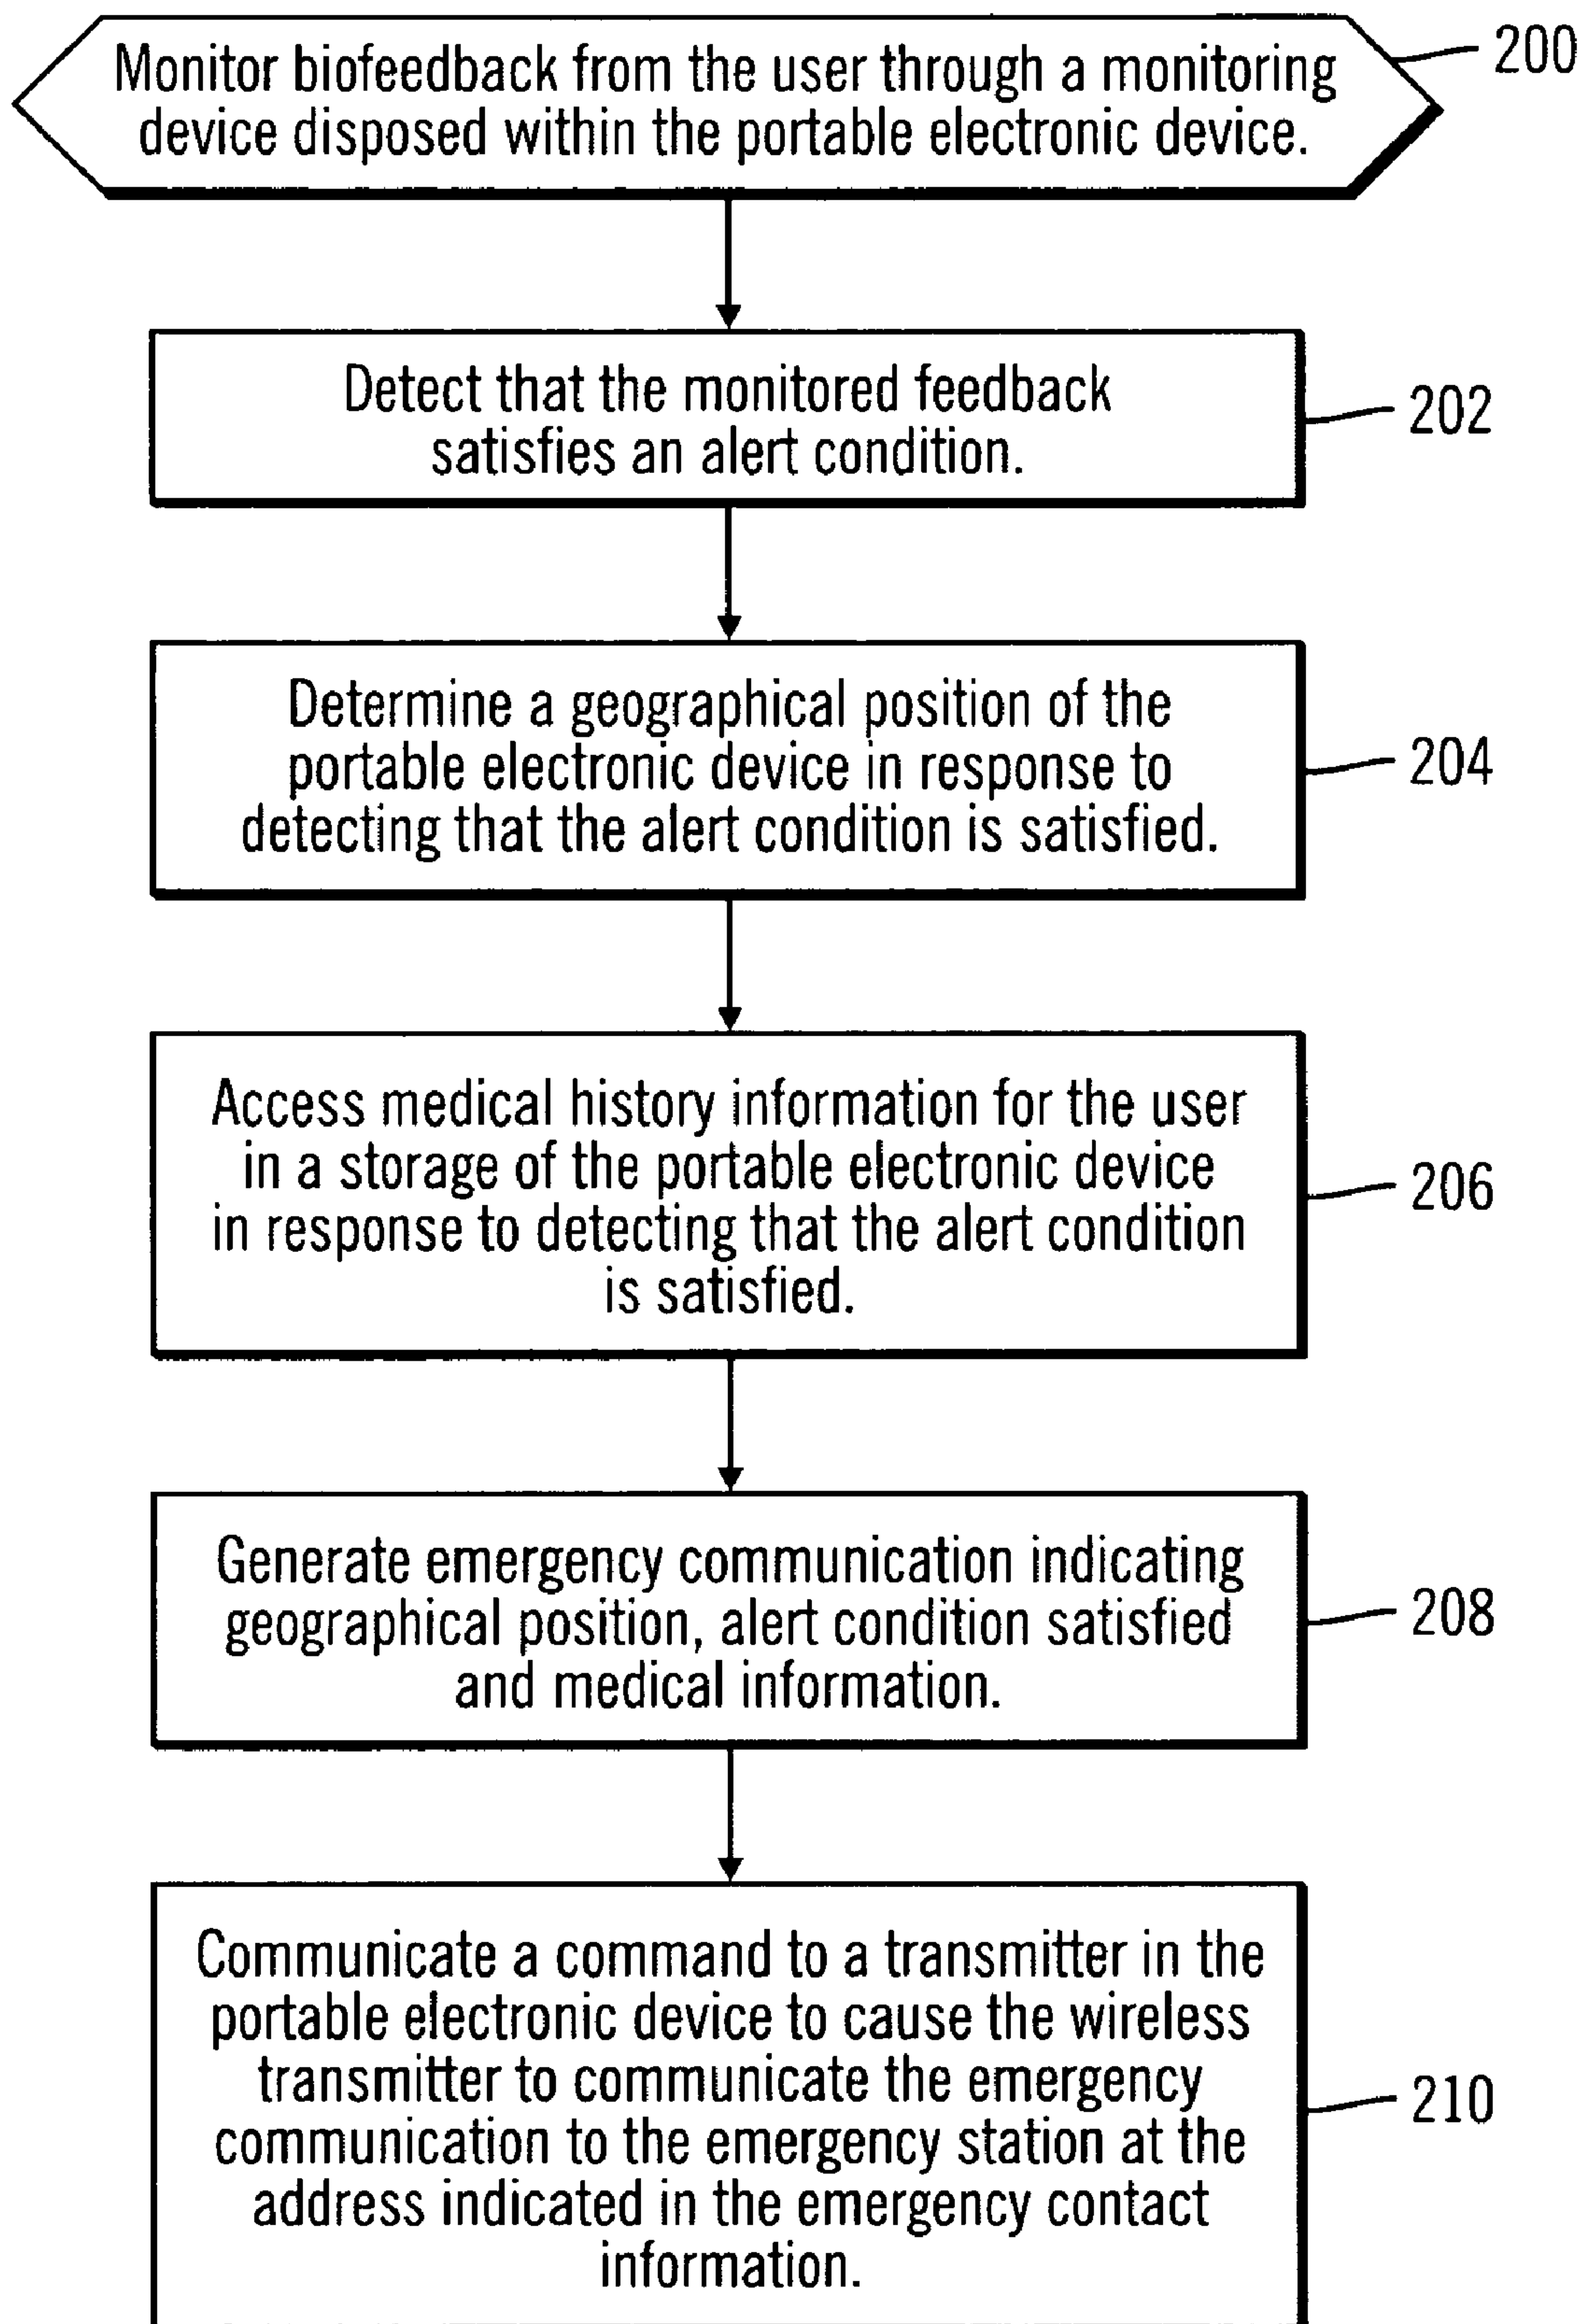 Monitor biofeedback from the user through a monitoring
device disposed within the portable electronic device.
200
Detect that the monitored feedback
satisfies an alert condition.
202
Determine a geographical position of the
portable electronic device in response to
detecting that the alert condition is satisfied.
204
Access medical history information for the user
in a storage of the portable electronic device
in response to detecting that the alert condition
is satisfied.
206
Generate emergency communication indicating
geographical position, alert condition satisfied
and medical information.
208
Communicate a command to a transmitter in the
portable electronic device to cause the wireless
transmitter to communicate the emergency
communication to the emergency station at the
address indicated in the emergency contact
information.
210